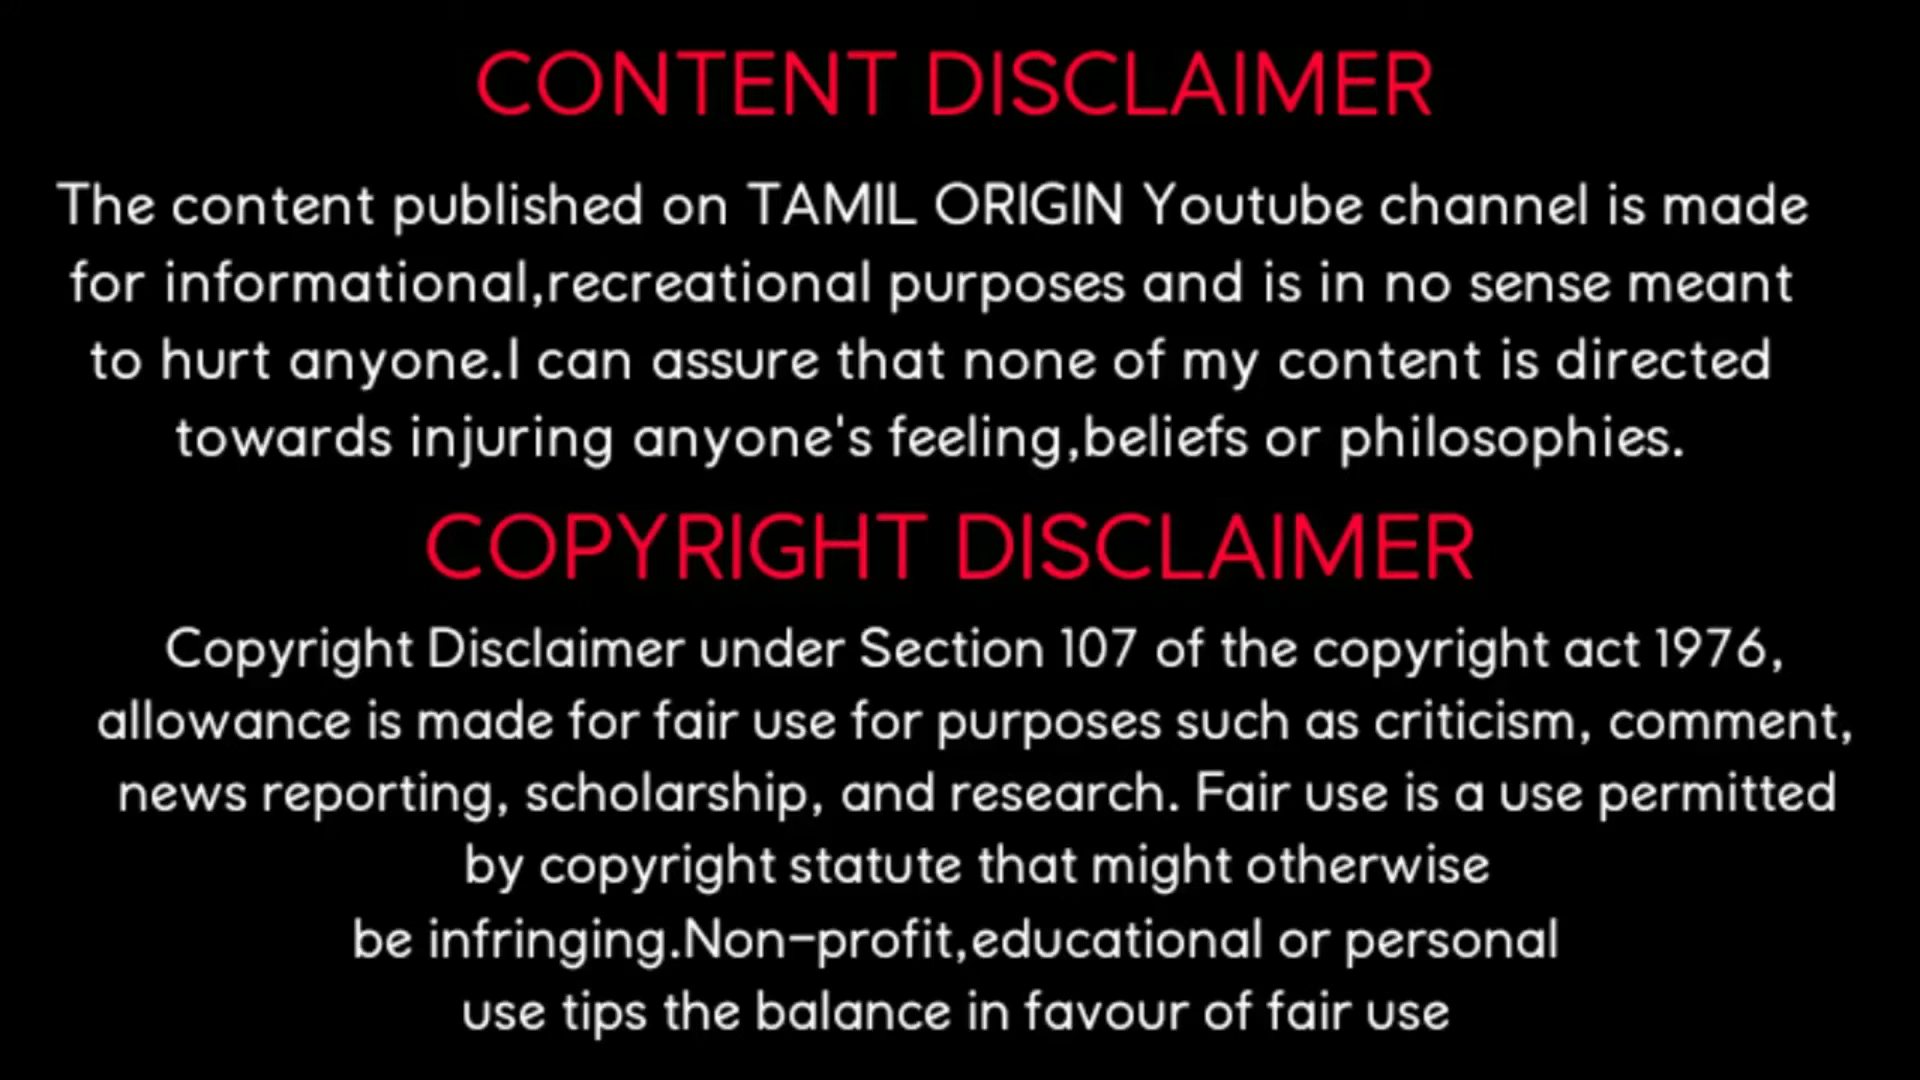 CONTENT DISCLAIMER
The content published on TAMIL ORIGIN Youtube channel is made
for informational,recreational purposes and is in no sense meant
to hurt anyone.I can assure that none of my content is directed
towards injuring anyone's feeling,beliefs or philosophies.
COPYRIGHT DISCLAIMER
Copyright Disclaimer under Section 107 of the copyright act 1976,
allowance is made for fair use for purposes such as criticism, comment,
news reporting, scholarship, and research. Fair use is a use permitted
by copyright statute that might otherwise
be infringing.Non-profit,educational or personal
use tips the balance in favour of fair use